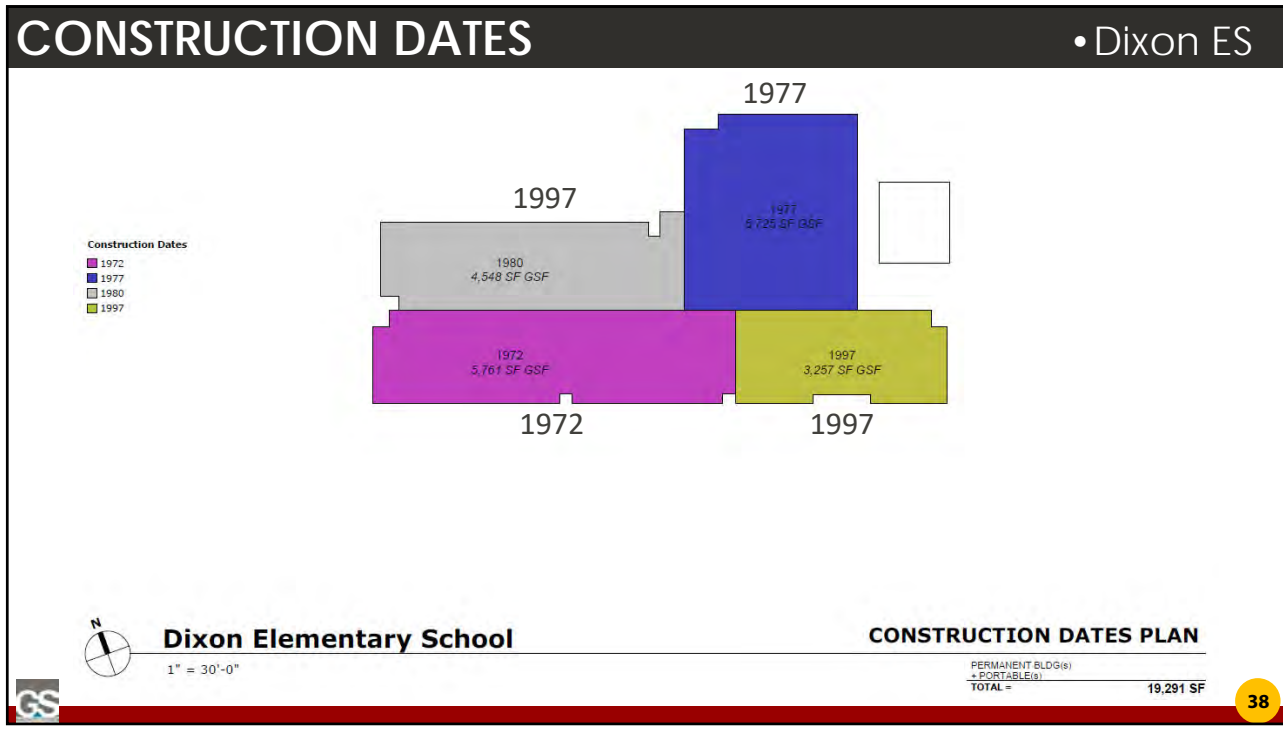 CONSTRUCTION DATES
• Dixon ES
1977
1997
1977
5,725 SF GSF
Construction Dates
1972
1977
1980
1997
1980
4,548 SF GSF
1972
5,761 SF GSF
1997
3,257 SF GSF
1972
1997
N
Dixon Elementary School
1" = 30'-0"
CONSTRUCTION DATES PLAN
PERMANENT BLDG(s)
+ PORTABLE(s)
TOTAL = 19,291 SF
GS
38